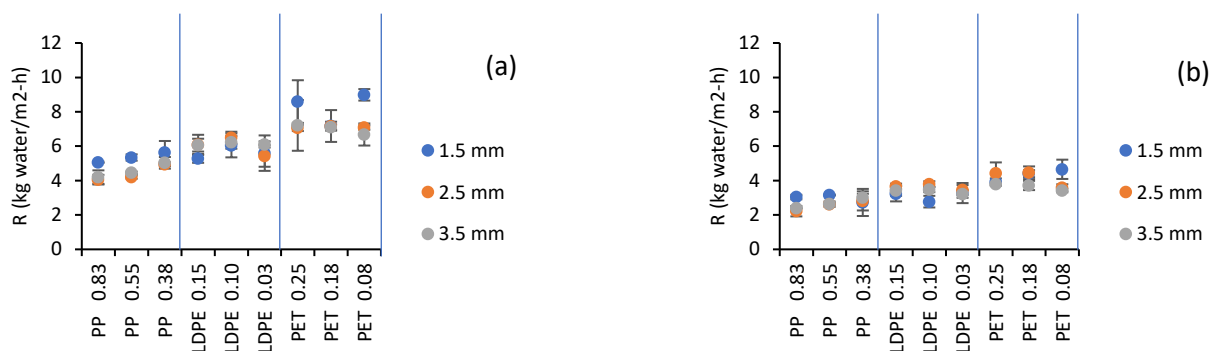 R (kg water/m2-h)
12
10
8
6
4
2
0
PP 0.83
PP 0.55
PP 0.38
LDPE 0.15
LDPE 0.10
LDPE 0.03
PET 0.25
PET 0.18
PET 0.08
(a)
1.5 mm
2.5 mm
3.5 mm
R (kg water/m2-h)
12
10
8
6
4
2
0
PP 0.83
PP 0.55
PP 0.38
LDPE 0.15
LDPE 0.10
LDPE 0.03
PET 0.25
PET 0.18
PET 0.08
(b)
1.5 mm
2.5 mm
3.5 mm